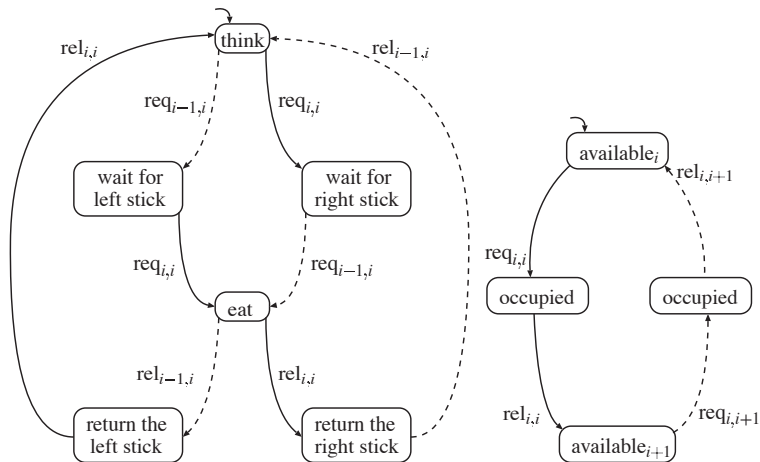 think
rel_{i,i}
rel_{i−1,i}
req_{i−1,i}
req_{i,i}
wait for
left stick
wait for
right stick
req_{i,i}
req_{i−1,i}
eat
rel_{i−1,i}
rel_{i,i}
return the
left stick
return the
right stick
available_i
rel_{i,i+1}
req_{i,i}
occupied
occupied
rel_{i,i}
req_{i,i+1}
available_{i+1}